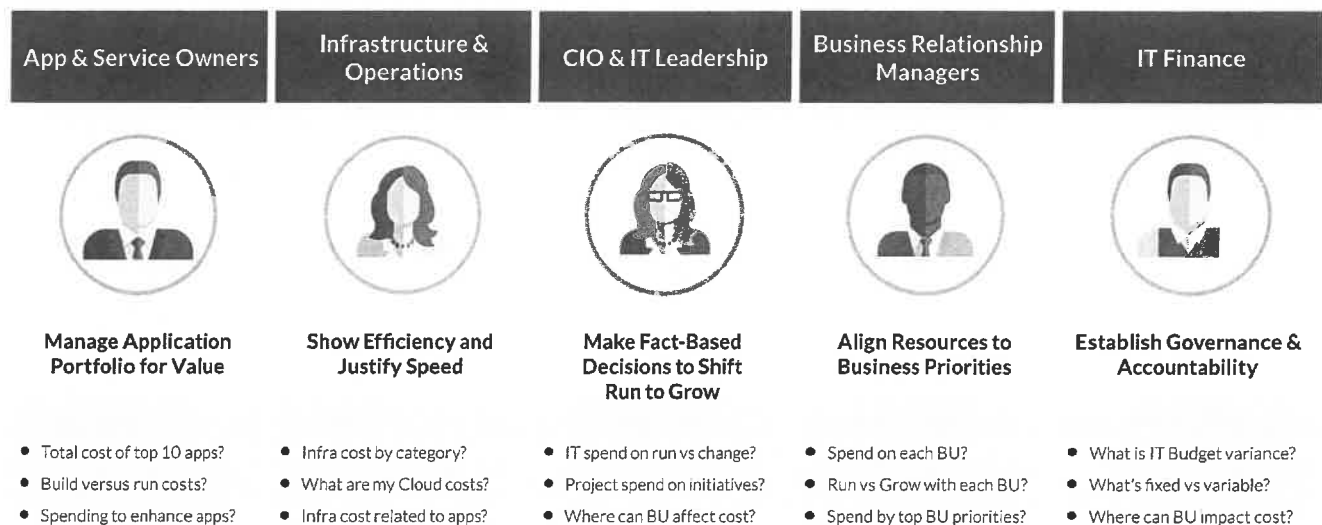 App & Service Owners
Infrastructure &
Operations
CIO & IT Leadership
Business Relationship
Managers
IT Finance
Manage Application
Portfolio for Value
Show Efficiency and
Justify Speed
Make Fact-Based
Decisions to Shift
Run to Grow
Align Resources to
Business Priorities
Establish Governance &
Accountability
• Total cost of top 10 apps?
• Build versus run costs?
• Spending to enhance apps?
• Infra cost by category?
• What are my Cloud costs?
• Infra cost related to apps?
• IT spend on run vs change?
• Project spend on initiatives?
• Where can BU affect cost?
• Spend on each BU?
• Run vs Grow with each BU?
• Spend by top BU priorities?
• What is IT Budget variance?
• What's fixed vs variable?
• Where can BU impact cost?